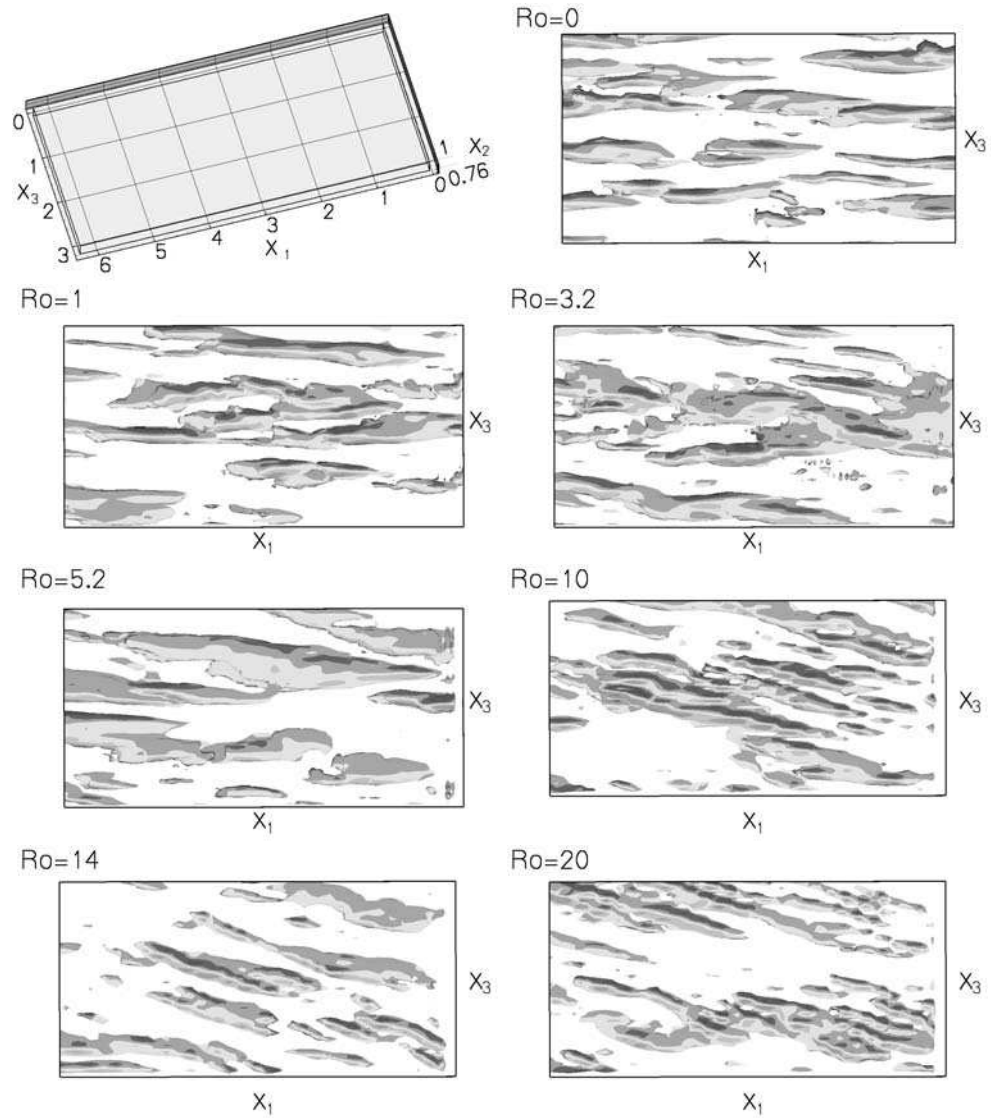 0
1
X₃
2
3
6
5
4
3
X₁
2
1
1
X₂
0
0.76
Ro=0
X₃
X₁
Ro=1
X₃
X₁
Ro=3.2
X₃
X₁
Ro=5.2
X₃
X₁
Ro=10
X₃
X₁
Ro=14
X₃
X₁
Ro=20
X₃
X₁